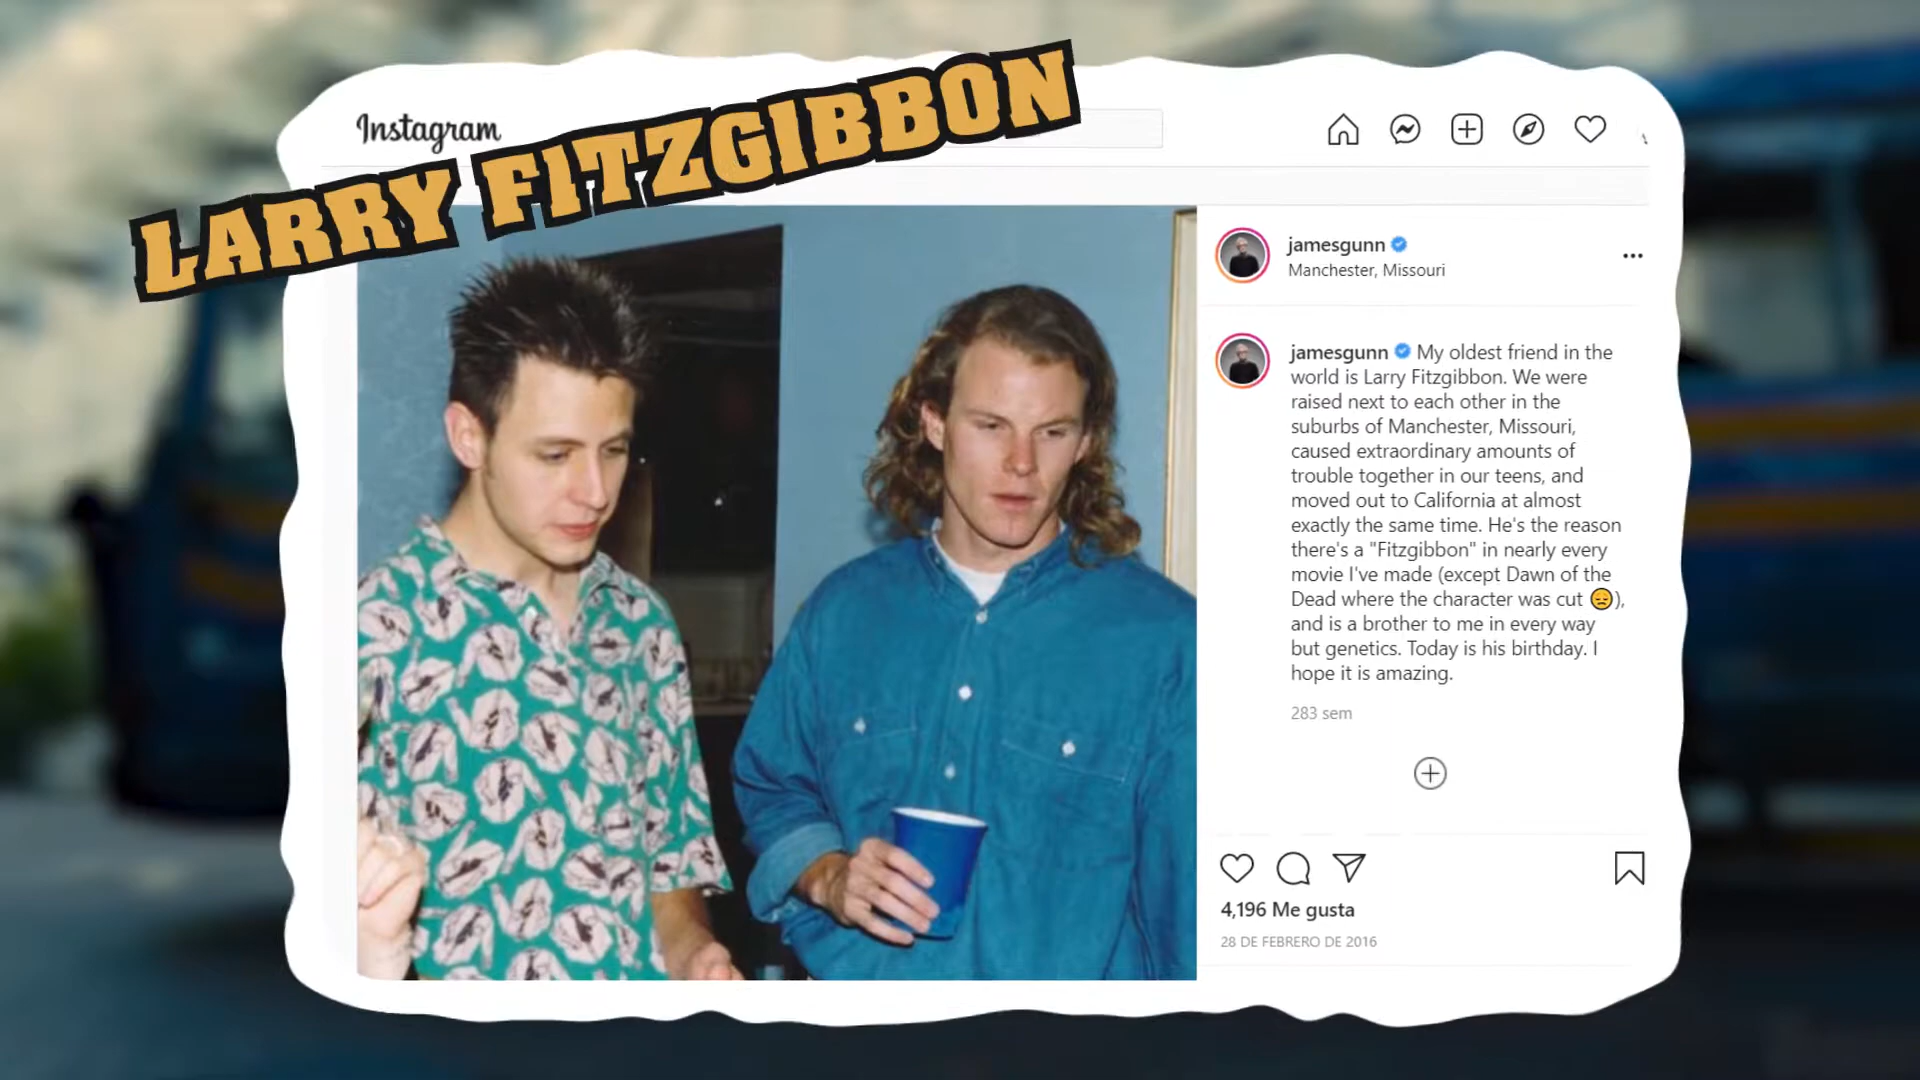 LARRY FITZGIBBON
Instagram
jamesgunn
Manchester, Missouri
jamesgunn My oldest friend in the
world is Larry Fitzgibbon. We were
raised next to each other in the
suburbs of Manchester, Missouri,
caused extraordinary amounts of
trouble together in our teens, and
moved out to California at almost
exactly the same time. He's the reason
there's a "Fitzgibbon" in nearly every
movie I've made (except Dawn of the
Dead where the character was cut 😞),
and is a brother to me in every way
but genetics. Today is his birthday. I
hope it is amazing.
283 sem
4,196 Me gusta
28 DE FEBRERO DE 2016